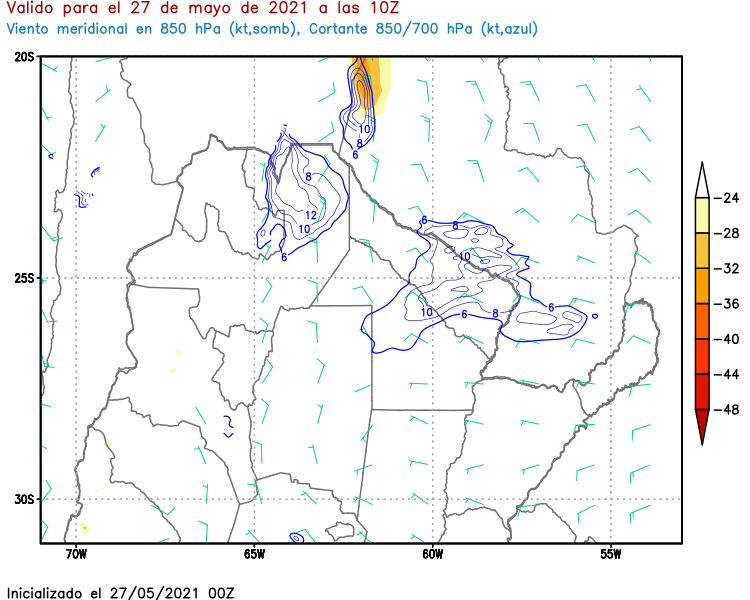 Valido para el 27 de mayo de 2021 a las 10Z
Viento meridional en 850 hPa (kt,somb), Cortante 850/700 hPa (kt,azul)
20S
10
8
6
8
12
10
6
6
8
10
-24
-28
-32
-36
-40
-44
-48
25S
10
6
8
6
30S
70W
65W
60W
55W
Inicializado el 27/05/2021 00Z